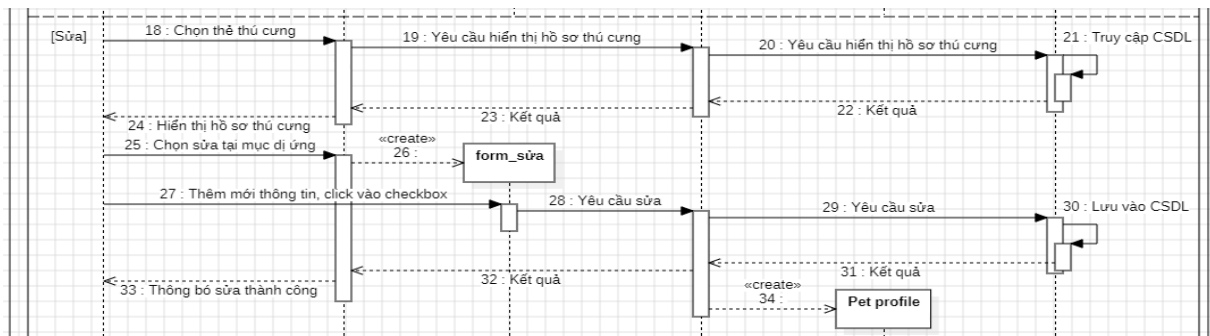 [Sửa]
18 : Chọn thẻ thú cưng
19 : Yêu cầu hiển thị hồ sơ thú cưng
20 : Yêu cầu hiển thị hồ sơ thú cưng
21 : Truy cập CSDL
22 : Kết quả
23 : Kết quả
24 : Hiển thị hồ sơ thú cưng
25 : Chọn sửa tại mục dị ứng
«create»
26 :
form_sửa
27 : Thêm mới thông tin, click vào checkbox
28 : Yêu cầu sửa
29 : Yêu cầu sửa
30 : Lưu vào CSDL
31 : Kết quả
32 : Kết quả
33 : Thông bó sửa thành công
«create»
34 :
Pet profile